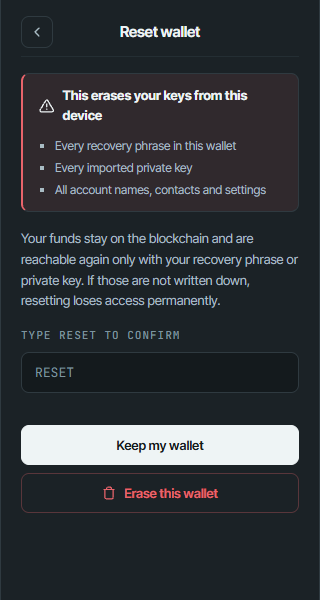 Reset wallet
This erases your keys from this
device
Every recovery phrase in this wallet
Every imported private key
All account names, contacts and settings
Your funds stay on the blockchain and are
reachable again only with your recovery phrase or
private key. If those are not written down,
resetting loses access permanently.
TYPE RESET TO CONFIRM
RESET
Keep my wallet
Erase this wallet